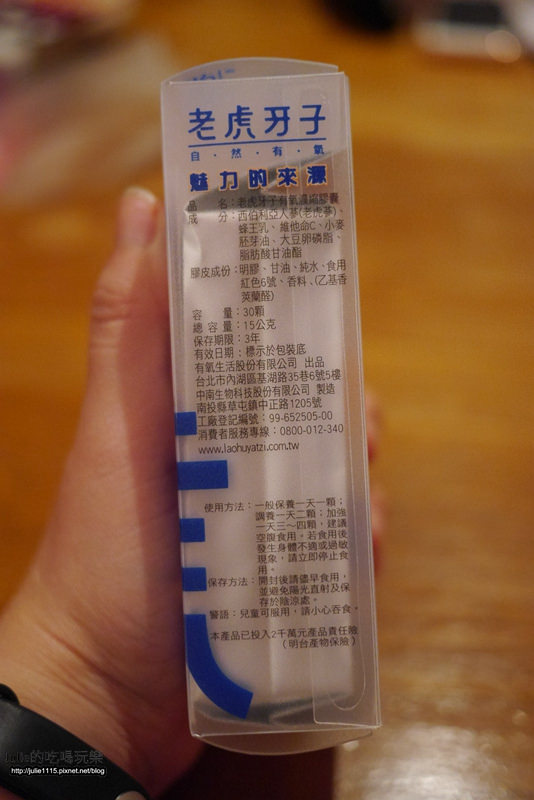 老虎牙子
自·然·有·氧
魅力的來源
品　名：老虎牙子有氧濃縮膠囊
成　分：西伯利亞人蔘(老虎蔘)、
蜂王乳、維他命C、小麥
胚芽油、大豆卵磷脂、
脂肪酸甘油酯
膠皮成份：明膠、甘油、純水、食用
紅色6號、香料、(乙基香
莢蘭醛)
容　量：30顆
總容量：15公克
保存期限：3年
有效日期：標示於包裝底
有氧生活股份有限公司 出品
台北市內湖區基湖路35巷6號5樓
中南生物科技股份有限公司 製造
南投縣草屯鎮中正路1205號
工廠登記編號：99-652505-00
消費者服務專線：0800-012-340
www.laohuyatzi.com.tw
使用方法：一般保養一天一顆；
調養一天二顆；加強
一天三～四顆，建議
空腹食用。若食用後
發生身體不適或過敏
現象，請立即停止食
用。
保存方法：開封後請儘早食用，
並避免陽光直射及保
存於陰涼處。
警語：兒童可服用，請小心吞食。
本產品已投入2千萬元產品責任險
（明台產物保險）
Julie的吃喝玩樂
http://julie1115.pixnet.net/blog